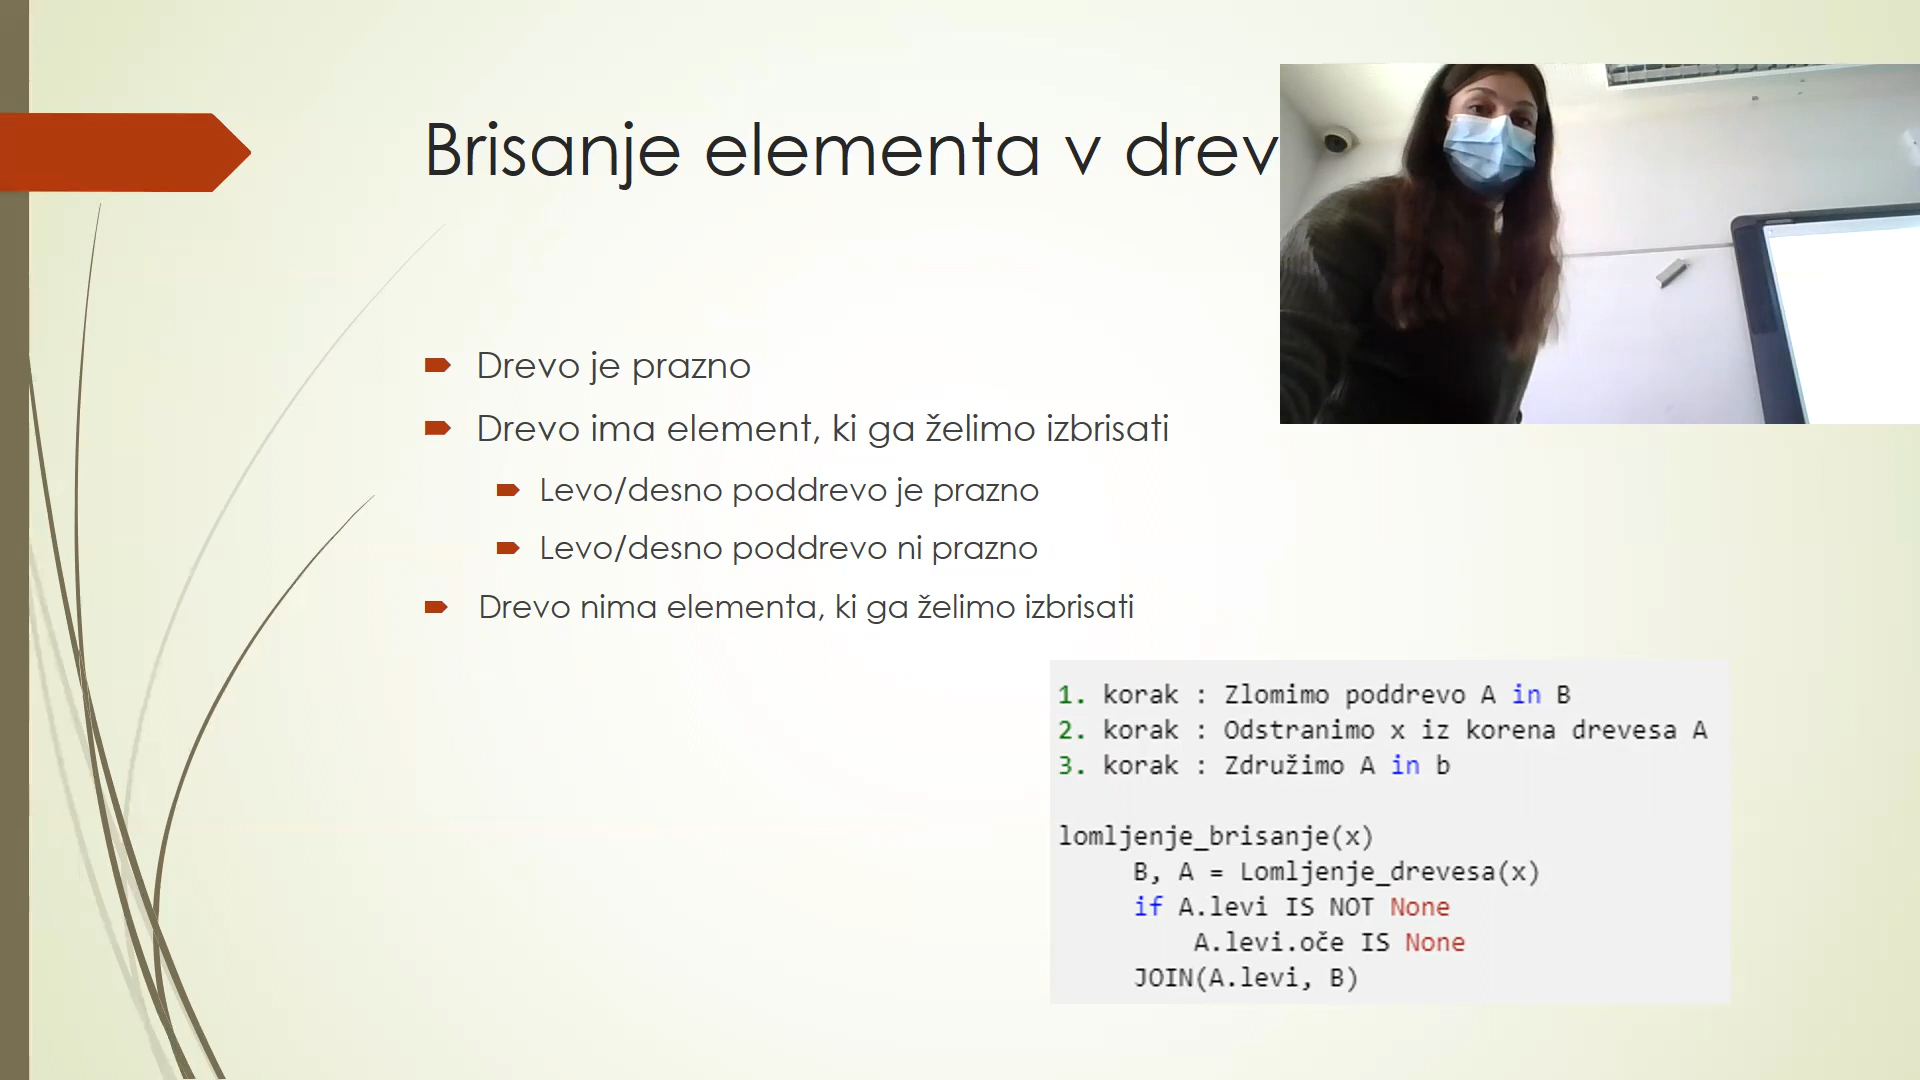 Brisanje elementa v drev
Drevo je prazno
Drevo ima element, ki ga želimo izbrisati
Levo/desno poddrevo je prazno
Levo/desno poddrevo ni prazno
Drevo nima elementa, ki ga želimo izbrisati
1. korak : Zlomimo poddrevo A in B
2. korak : Odstranimo x iz korena drevesa A
3. korak : Združimo A in b
lomljenje_brisanje(x)
B, A = Lomljenje_drevesa(x)
if A.levi IS NOT None
A.levi.oče IS None
JOIN(A.levi, B)